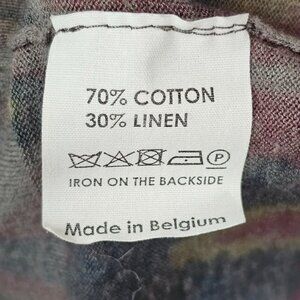 70% COTTON
30% LINEN
P
IRON ON THE BACKSIDE
Made in Belgium